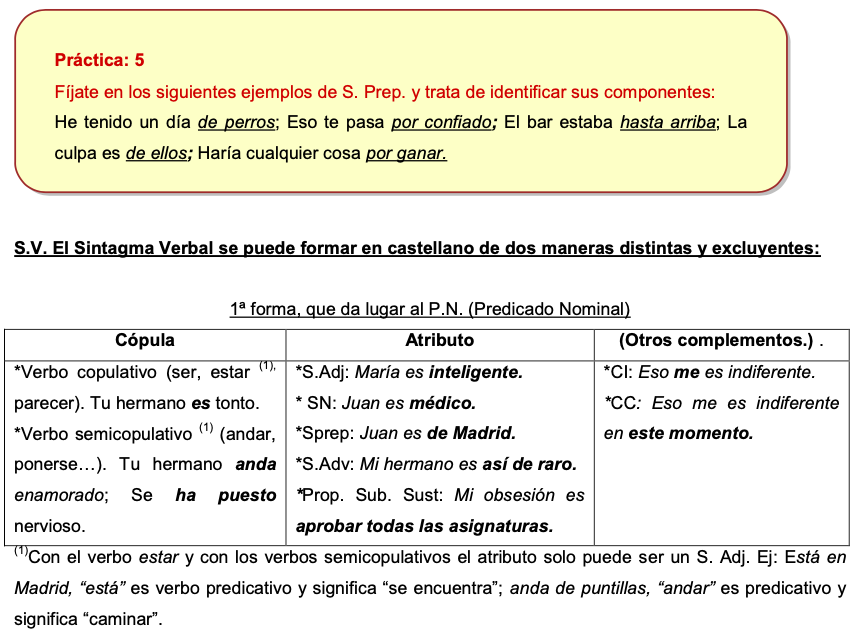 Práctica: 5
Fíjate en los siguientes ejemplos de S. Prep. y trata de identificar sus componentes:
He tenido un día de perros; Eso te pasa por confiado; El bar estaba hasta arriba; La
culpa es de ellos; Haría cualquier cosa por ganar.
S.V. El Sintagma Verbal se puede formar en castellano de dos maneras distintas y excluyentes:
1ª forma, que da lugar al P.N. (Predicado Nominal)
Cópula
*Verbo copulativo (ser, estar (1),
parecer). Tu hermano es tonto.
*Verbo semicopulativo (1) (andar,
ponerse…). Tu hermano anda
enamorado; Se ha puesto
nervioso.
Atributo
*S.Adj: María es inteligente.
* SN: Juan es médico.
*Sprep: Juan es de Madrid.
*S.Adv: Mi hermano es así de raro.
*Prop. Sub. Sust: Mi obsesión es
aprobar todas las asignaturas.
(Otros complementos.) .
*CI: Eso me es indiferente.
*CC: Eso me es indiferente
en este momento.
(1)Con el verbo estar y con los verbos semicopulativos el atributo solo puede ser un S. Adj. Ej: Está en
Madrid, “está” es verbo predicativo y significa “se encuentra”; anda de puntillas, “andar” es predicativo y
significa “caminar”.